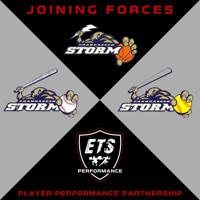 JOINING FORCES
STORM
STORM
STORM
ETS
PERFORMANCE
PLAYER PERFORMANCE PARTNERSHIP